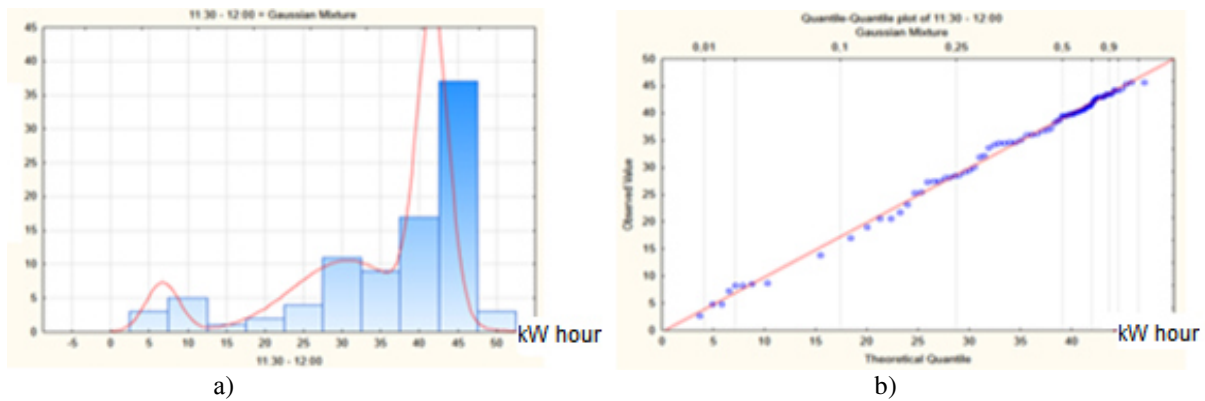 11:30 - 12:00 = Gaussian Mixture
45
40
35
30
25
20
15
10
5
0
-5 0 5 10 15 20 25 30 35 40 45 kW hour
11:30 - 12:00
a)
Quantile-Quantile plot of 11:30 - 12:00
Gaussian Mixture
0,01 0,1 0,25 0,5 0,9
Observed Value
50
45
40
35
30
25
20
15
10
5
0
0 5 10 15 20 25 30 35 40 kW hour
Theoretical Quantile
b)